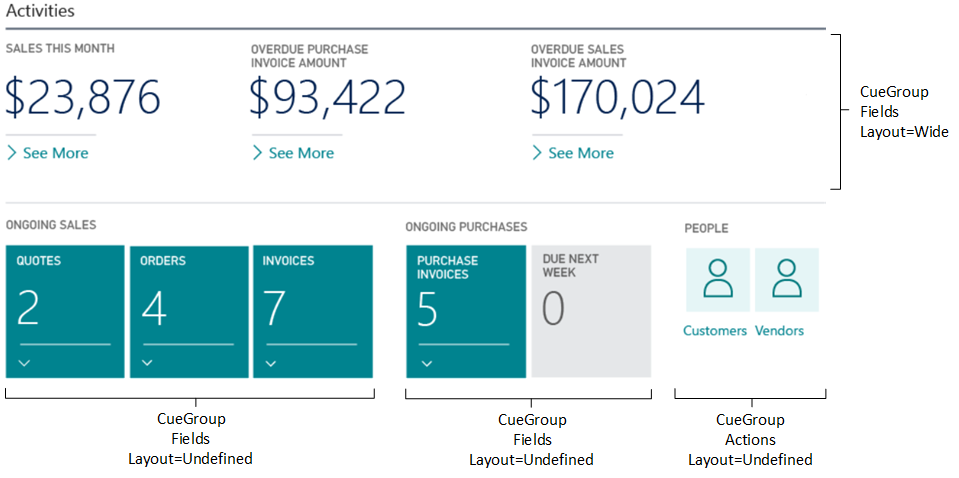 Activities
SALES THIS MONTH
$23,876
See More
OVERDUE PURCHASE
INVOICE AMOUNT
$93,422
See More
OVERDUE SALES
INVOICE AMOUNT
$170,024
See More
CueGroup
Fields
Layout=Wide
ONGOING SALES
QUOTES
2
ORDERS
4
INVOICES
7
CueGroup
Fields
Layout=Undefined
ONGOING PURCHASES
PURCHASE
INVOICES
5
DUE NEXT
WEEK
0
CueGroup
Fields
Layout=Undefined
PEOPLE
Customers
Vendors
CueGroup
Actions
Layout=Undefined